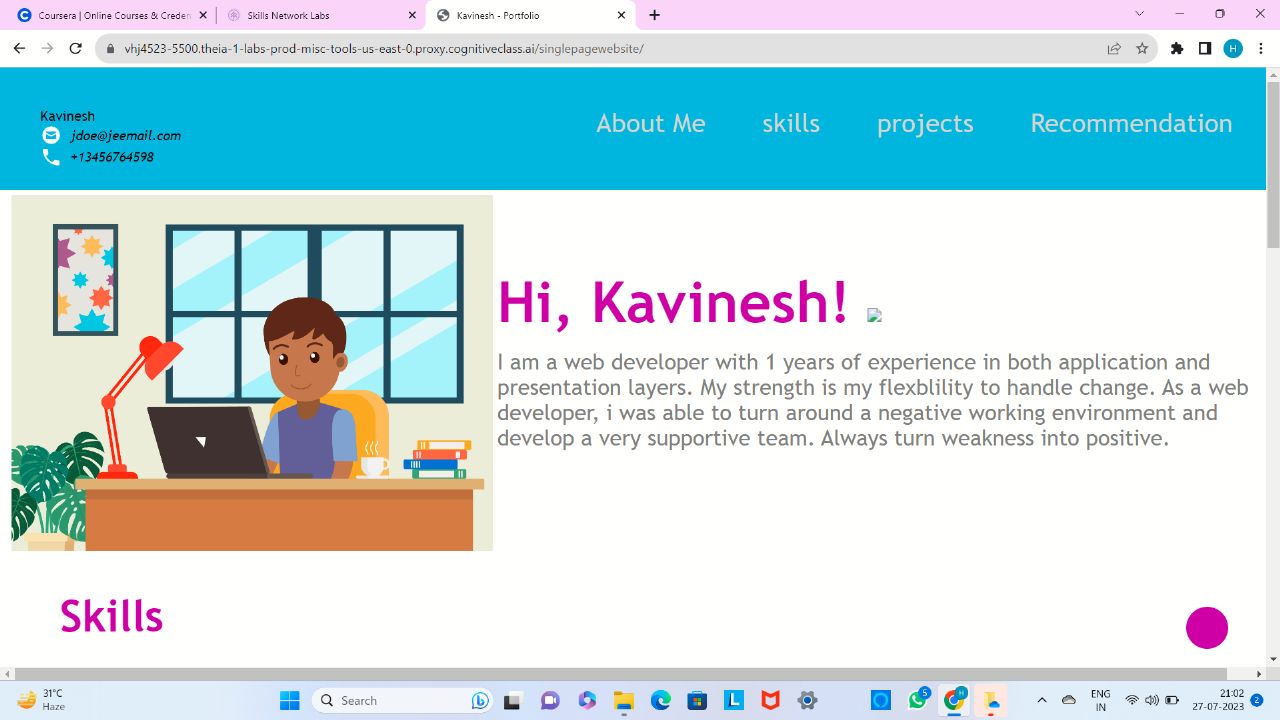 Coursera | Online Courses & Creden
Skills Network Labs
Kavinesh - Portfolio
vhj4523-5500.theia-1-labs-prod-misc-tools-us-east-0.proxy.cognitiveclass.ai/singlepagewebsite/
H
Kavinesh
jdoe@jeemail.com
+13456764598
About Me skills projects Recommendation
Hi, Kavinesh!
I am a web developer with 1 years of experience in both application and
presentation layers. My strength is my flexblility to handle change. As a web
developer, i was able to turn around a negative working environment and
develop a very supportive team. Always turn weakness into positive.
Skills
31°C
Haze
Search
L
5
H
ENG
IN
21:02
27-07-2023
2